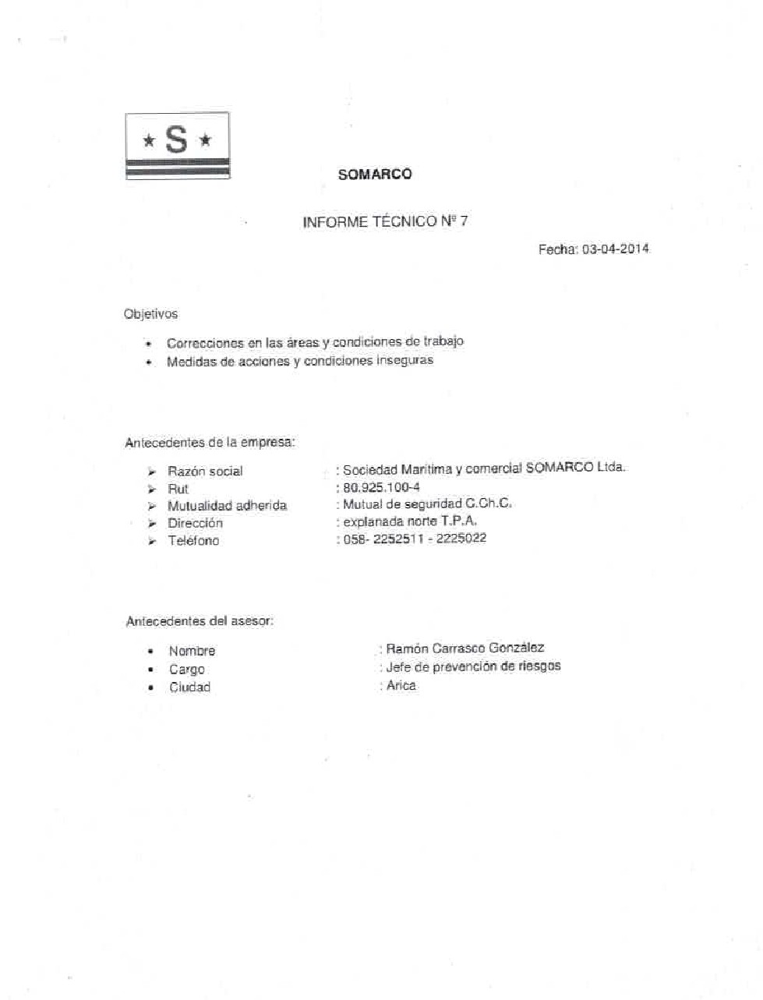 ★ S ★
SOMARCO
INFORME TÉCNICO Nº 7
Fecha: 03-04-2014
Objetivos
• Correcciones en las áreas y condiciones de trabajo
• Medidas de acciones y condiciones inseguras
Antecedentes de la empresa:
➢ Razón social : Sociedad Marítima y comercial SOMARCO Ltda.
➢ Rut : 80.925.100-4
➢ Mutualidad adherida : Mutual de seguridad C.Ch.C.
➢ Dirección : explanada norte T.P.A.
➢ Teléfono : 058- 2252511 - 2225022
Antecedentes del asesor:
• Nombre : Ramón Carrasco González
• Cargo : Jefe de prevención de riesgos
• Ciudad : Arica